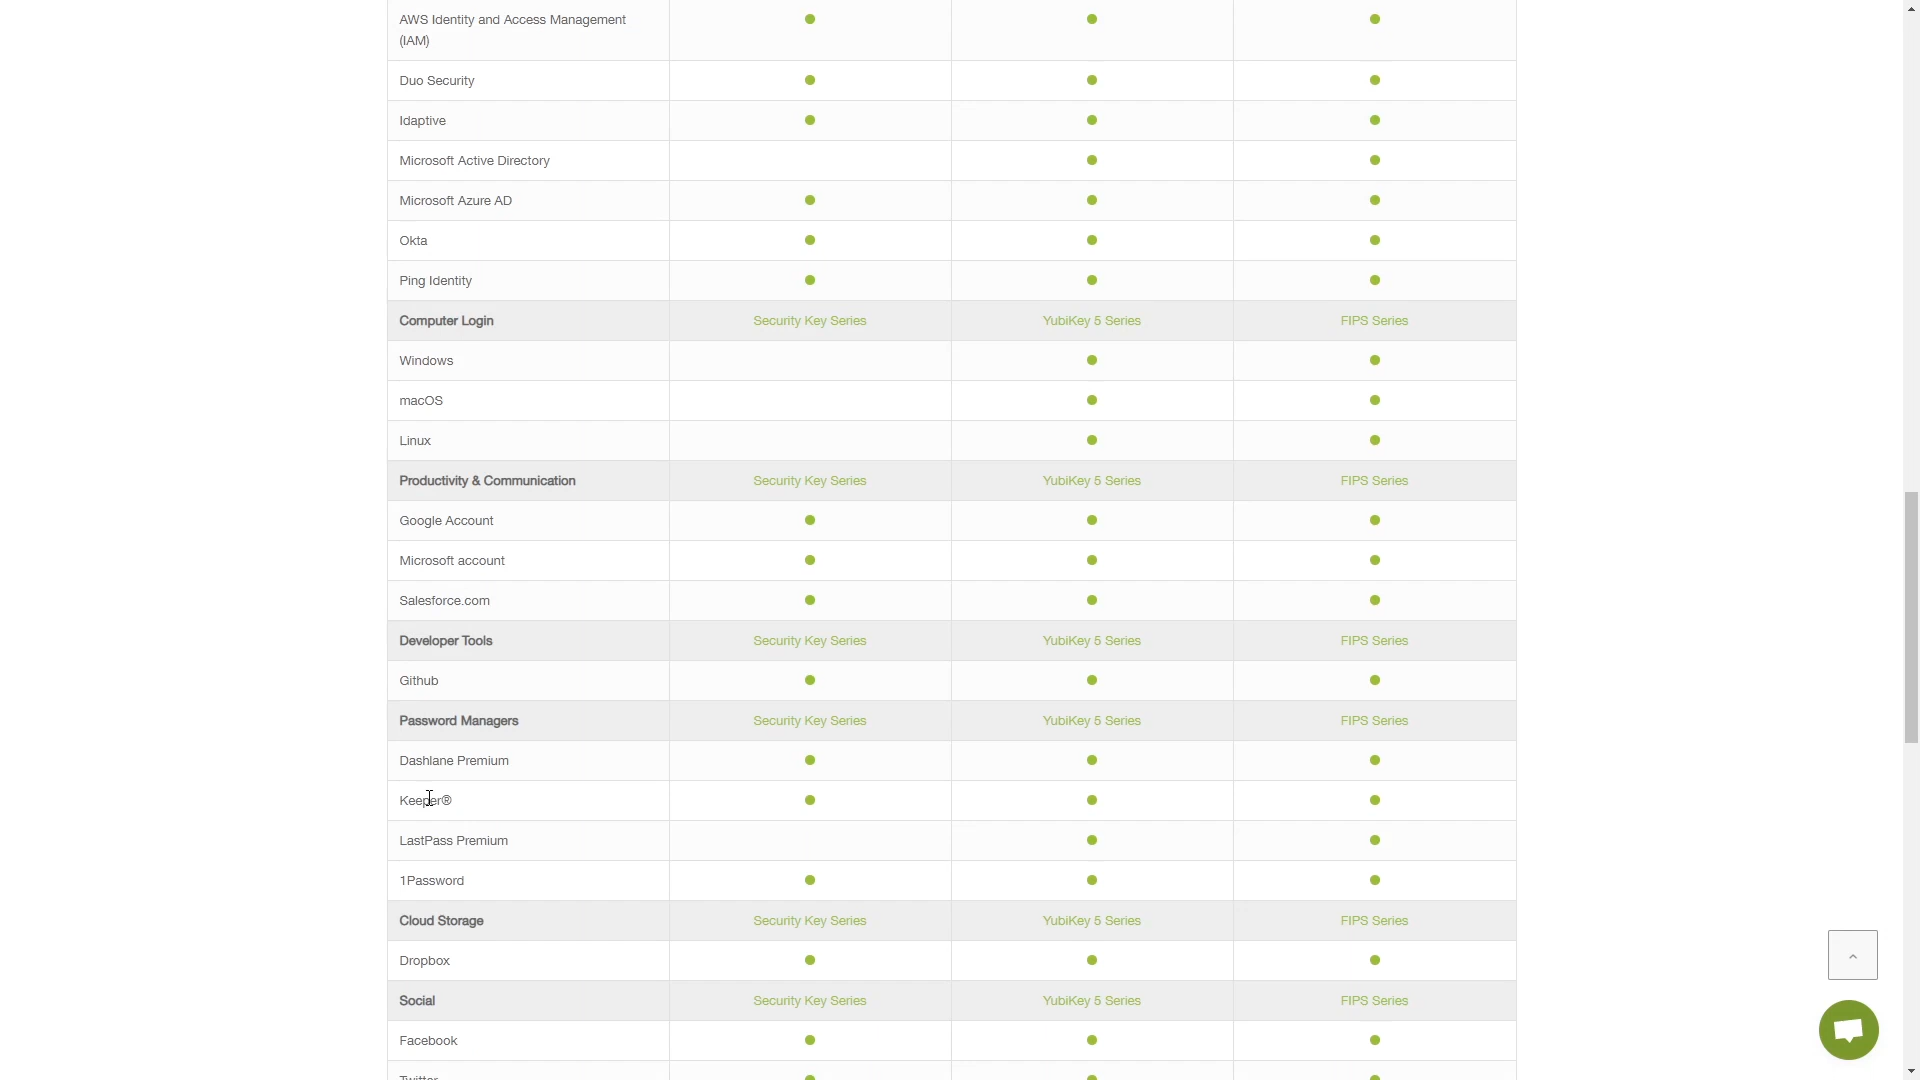 AWS Identity and Access Management
(IAM)
Duo Security
Idaptive
Microsoft Active Directory
Microsoft Azure AD
Okta
Ping Identity
Computer Login Security Key Series YubiKey 5 Series FIPS Series
Windows
macOS
Linux
Productivity & Communication Security Key Series YubiKey 5 Series FIPS Series
Google Account
Microsoft account
Salesforce.com
Developer Tools Security Key Series YubiKey 5 Series FIPS Series
Github
Password Managers Security Key Series YubiKey 5 Series FIPS Series
Dashlane Premium
Keeper®
LastPass Premium
1Password
Cloud Storage Security Key Series YubiKey 5 Series FIPS Series
Dropbox
Social Security Key Series YubiKey 5 Series FIPS Series
Facebook
Twitter